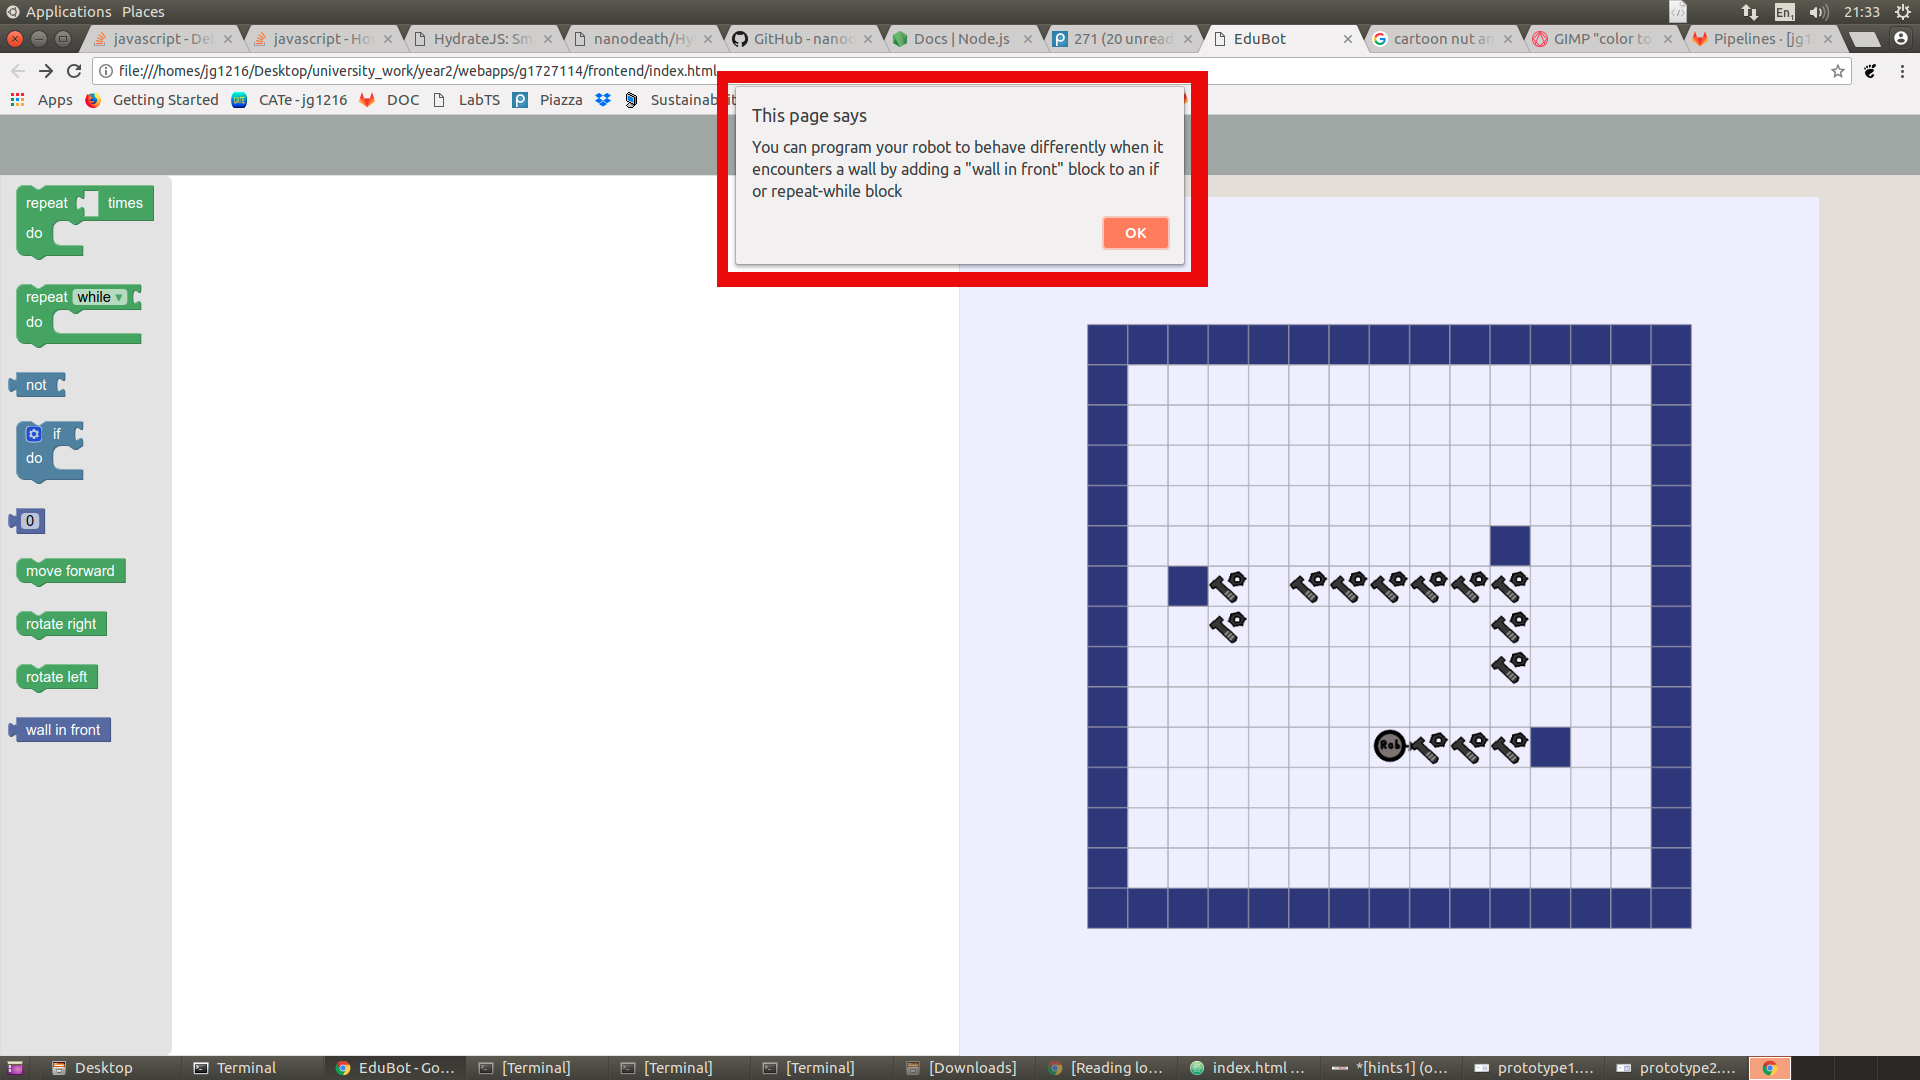 Applications Places
En1 21:33
javascript - De
javascript - Ho
HydrateJS: Sm
nanodeath/Hy
GitHub - nano
Docs | Node.js
271 (20 unread
EduBot
cartoon nut an
GIMP "color to
Pipelines · [jg1
file:///homes/jg1216/Desktop/university_work/year2/webapps/g1727114/frontend/index.html
Apps Getting Started CATe - jg1216 DOC LabTS Piazza Sustainabilit
This page says
You can program your robot to behave differently when it
encounters a wall by adding a "wall in front" block to an if
or repeat-while block
OK
repeat times
do
repeat while
do
not
if
do
0
move forward
rotate right
rotate left
wall in front
Rob
Desktop Terminal EduBot - Go... [Terminal] [Terminal] [Terminal] [Downloads] [Reading lo... index.html ... *[hints1] (o... prototype1.... prototype2....